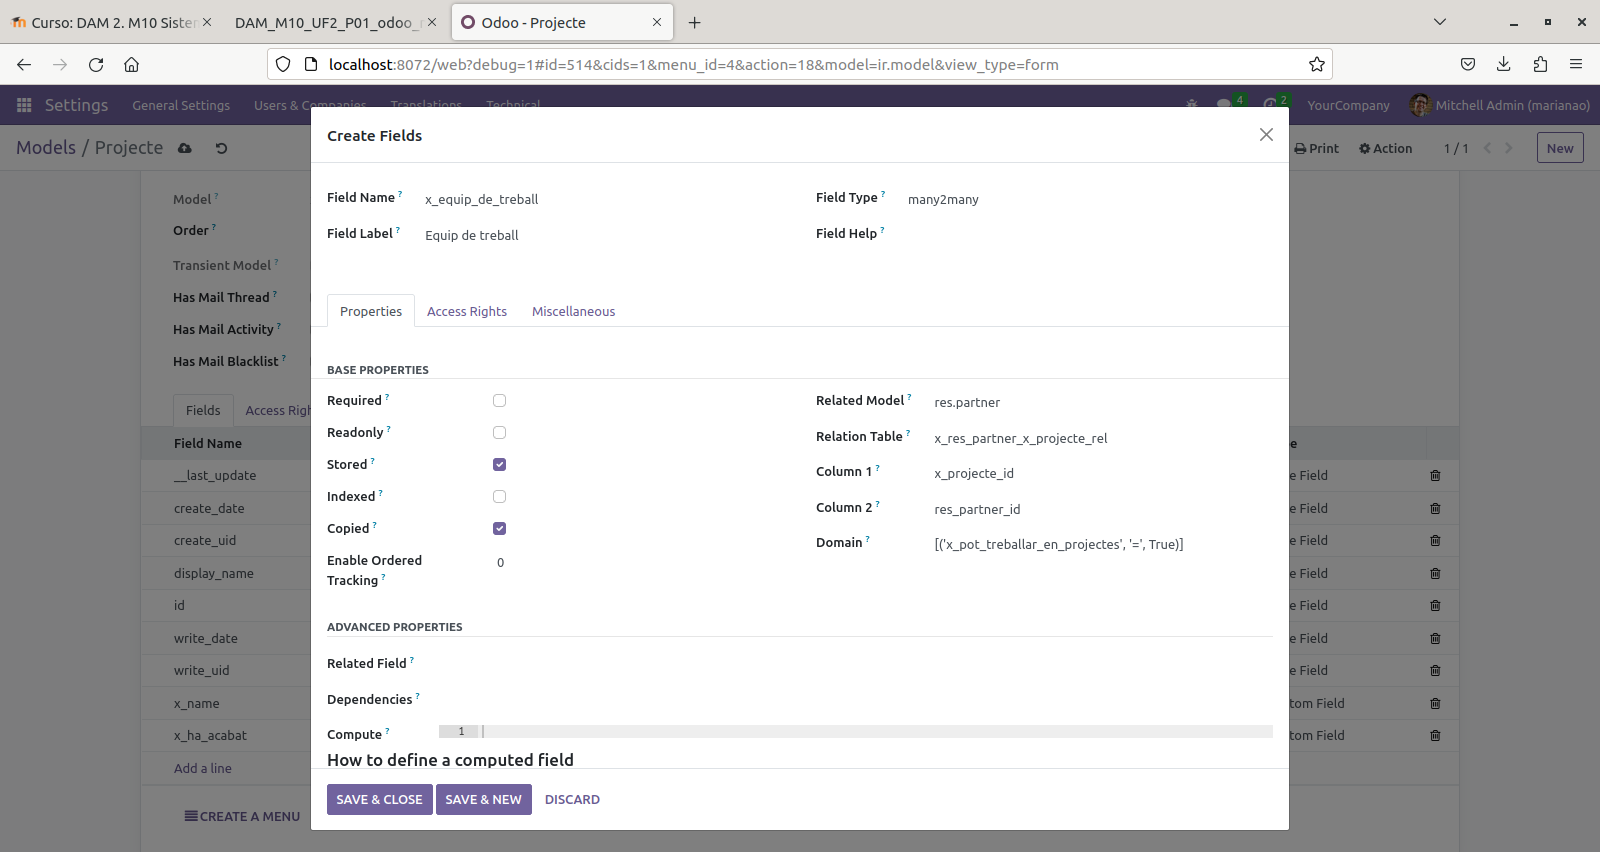 Curso: DAM 2. M10 Siste
DAM_M10_UF2_P01_odoo_
Odoo - Projecte
localhost:8072/web?debug=1#id=514&cids=1&menu_id=4&action=18&model=ir.model&view_type=form
Settings
General Settings
Users & Companies
Translations
Technical
4
2
YourCompany
Mitchell Admin (marianao)
Models / Projecte
Print
Action
1 / 1
New
Create Fields
Field Name ?
x_equip_de_treball
Field Type ?
many2many
Field Label ?
Equip de treball
Field Help ?
Model ?
Order ?
Transient Model ?
Has Mail Thread ?
Has Mail Activity ?
Has Mail Blacklist ?
Properties
Access Rights
Miscellaneous
BASE PROPERTIES
Required ?
Readonly ?
Stored ?
Indexed ?
Copied ?
Enable Ordered
Tracking ?
0
Related Model ?
res.partner
Relation Table ?
x_res_partner_x_projecte_rel
Column 1 ?
x_projecte_id
Column 2 ?
res_partner_id
Domain ?
[('x_pot_treballar_en_projectes', '=', True)]
ADVANCED PROPERTIES
Related Field ?
Dependencies ?
Compute ?
1
How to define a computed field
SAVE & CLOSE
SAVE & NEW
DISCARD
Fields
Access Righ
Field Name
e
__last_update
e Field
create_date
e Field
create_uid
e Field
display_name
e Field
id
e Field
write_date
e Field
write_uid
e Field
x_name
tom Field
x_ha_acabat
tom Field
Add a line
CREATE A MENU